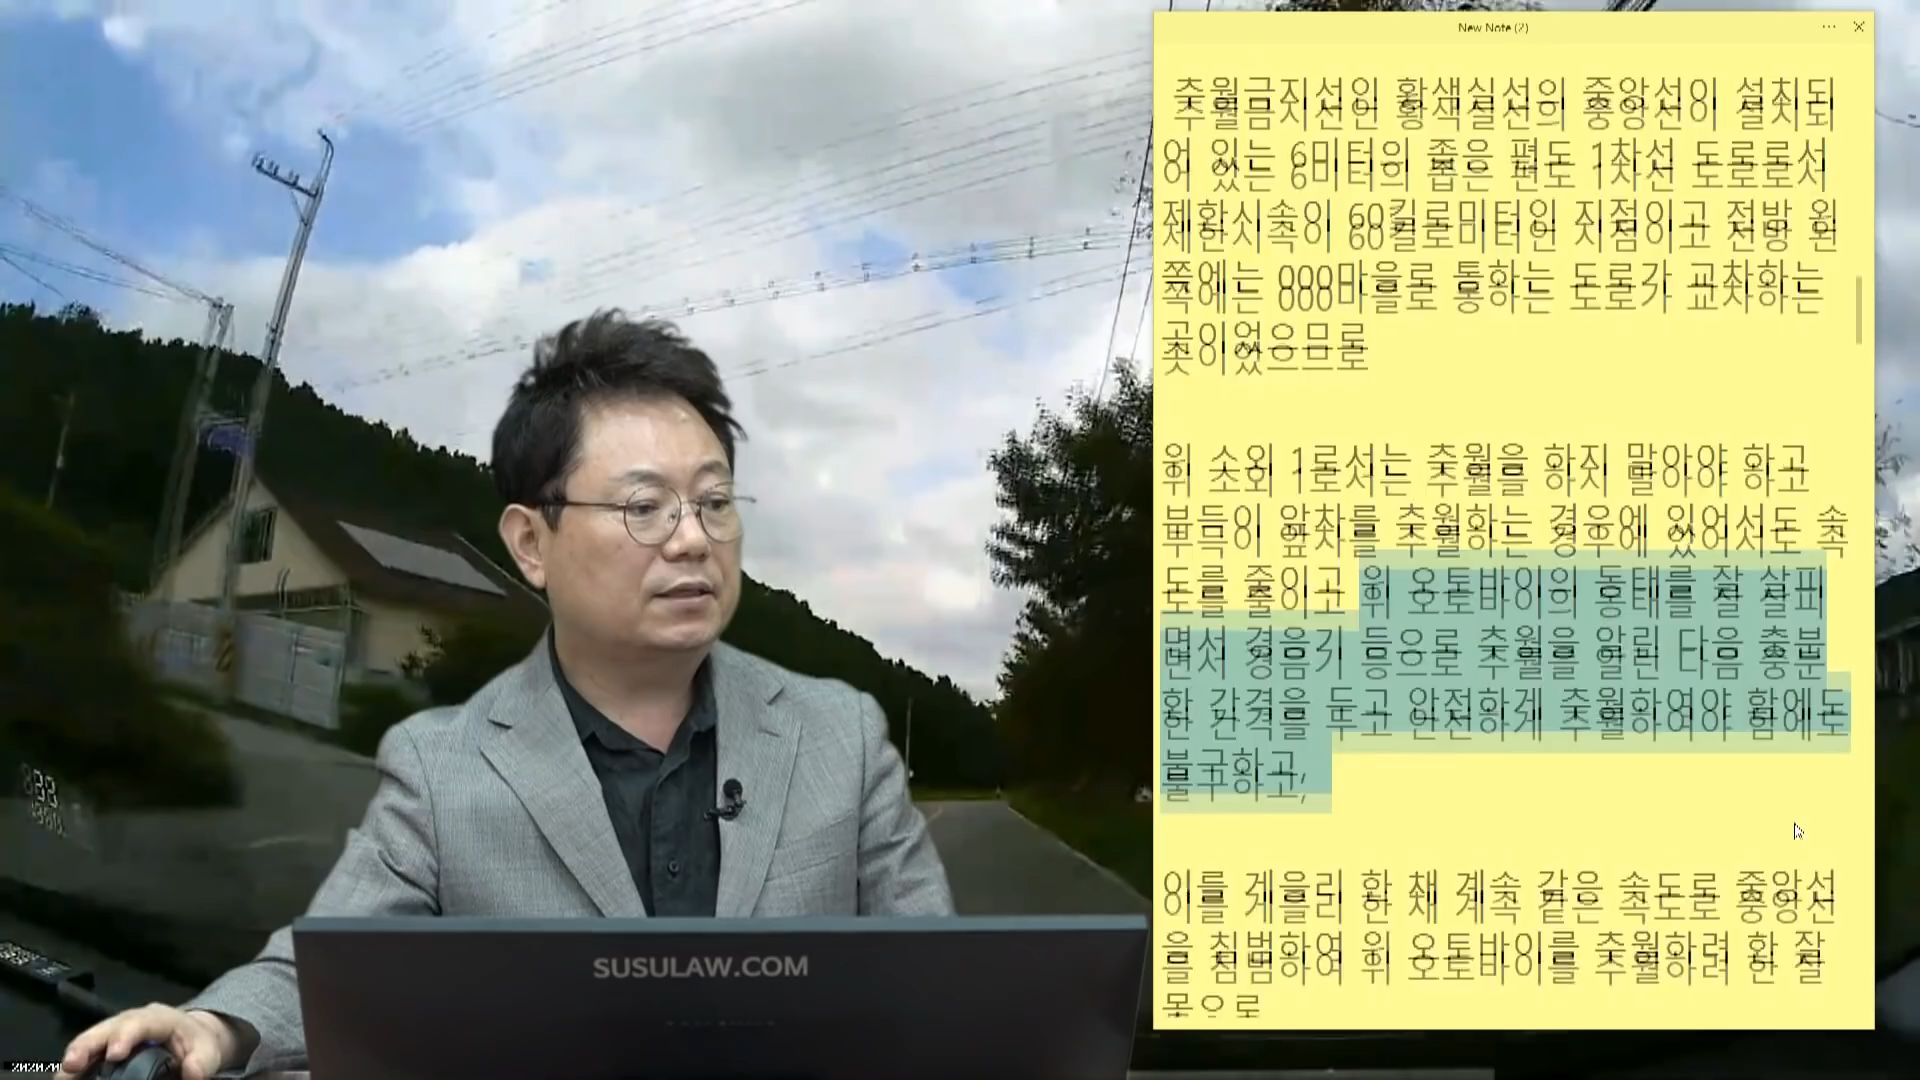 New Note (2)
추월금지선인 황색실선의 중앙선이 설치되
어 있는 6미터의 좁은 편도 1차선 도로로서
제한시속이 60킬로미터인 지점이고 전방 왼
쪽에는 000마을로 통하는 도로가 교차하는
곳이었으므로
위 소외 1로서는 추월을 하지 말아야 하고
부득이 앞차를 추월하는 경우에 있어서도 속
도를 줄이고 위 오토바이의 동태를 잘 살피
면서 경음기 등으로 추월을 알린 다음 충분
한 간격을 두고 안전하게 추월하여야 함에도
불구하고,
이를 게을리 한 채 계속 같은 속도로 중앙선
을 침범하여 위 오토바이를 추월하려 한 잘
못으로
SUSULAW.COM